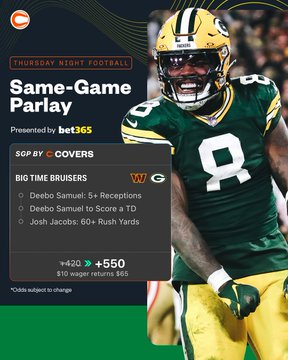 THURSDAY NIGHT FOOTBALL
Same-Game
Parlay
Presented by bet365
SGP BY COVERS
BIG TIME BRUISERS
Deebo Samuel: 5+ Receptions
Deebo Samuel to Score a TD
Josh Jacobs: 60+ Rush Yards
+420 +550
$10 wager returns $65
*Odds subject to change
PACKERS
8
8
G